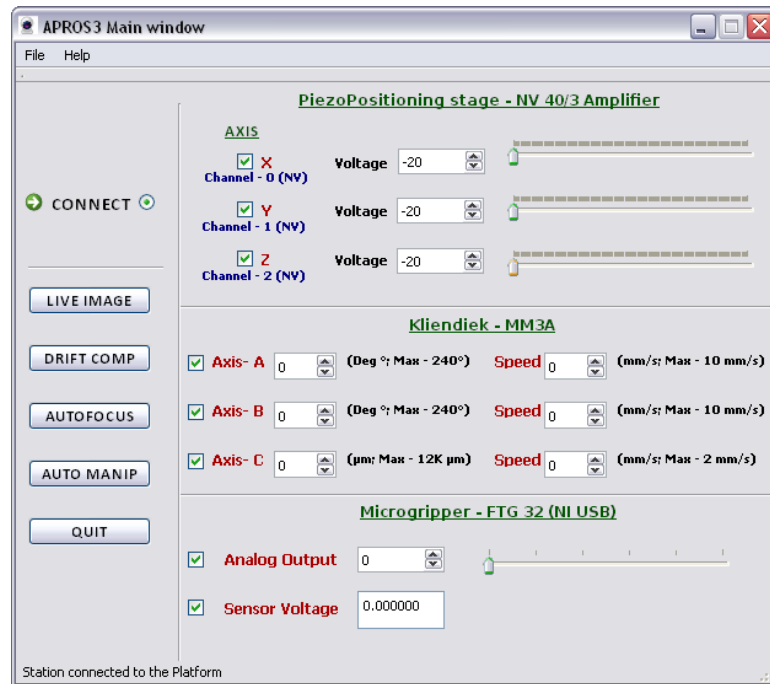 APROS3 Main window
File Help
PiezoPositioning stage - NV 40/3 Amplifier
AXIS
X Voltage -20
Channel - 0 (NV)
CONNECT
Y Voltage -20
Channel - 1 (NV)
Z Voltage -20
Channel - 2 (NV)
LIVE IMAGE
DRIFT COMP
AUTOFOCUS
AUTO MANIP
QUIT
Kliendiek - MM3A
Axis- A 0 (Deg °; Max - 240°) Speed 0 (mm/s; Max - 10 mm/s)
Axis- B 0 (Deg °; Max - 240°) Speed 0 (mm/s; Max - 10 mm/s)
Axis- C 0 (µm; Max - 12K µm) Speed 0 (mm/s; Max - 2 mm/s)
Microgripper - FTG 32 (NI USB)
Analog Output 0
Sensor Voltage 0.000000
Station connected to the Platform